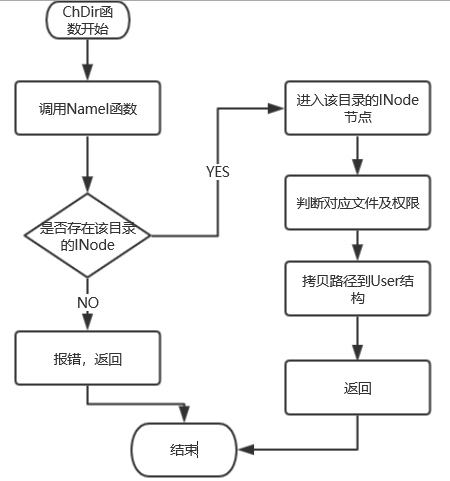 ChDir函
数开始
调用NameI函数
是否存在该目录
的INode
YES
NO
报错，返回
进入该目录的INode
节点
判断对应文件及权限
拷贝路径到User结
构
返回
结束